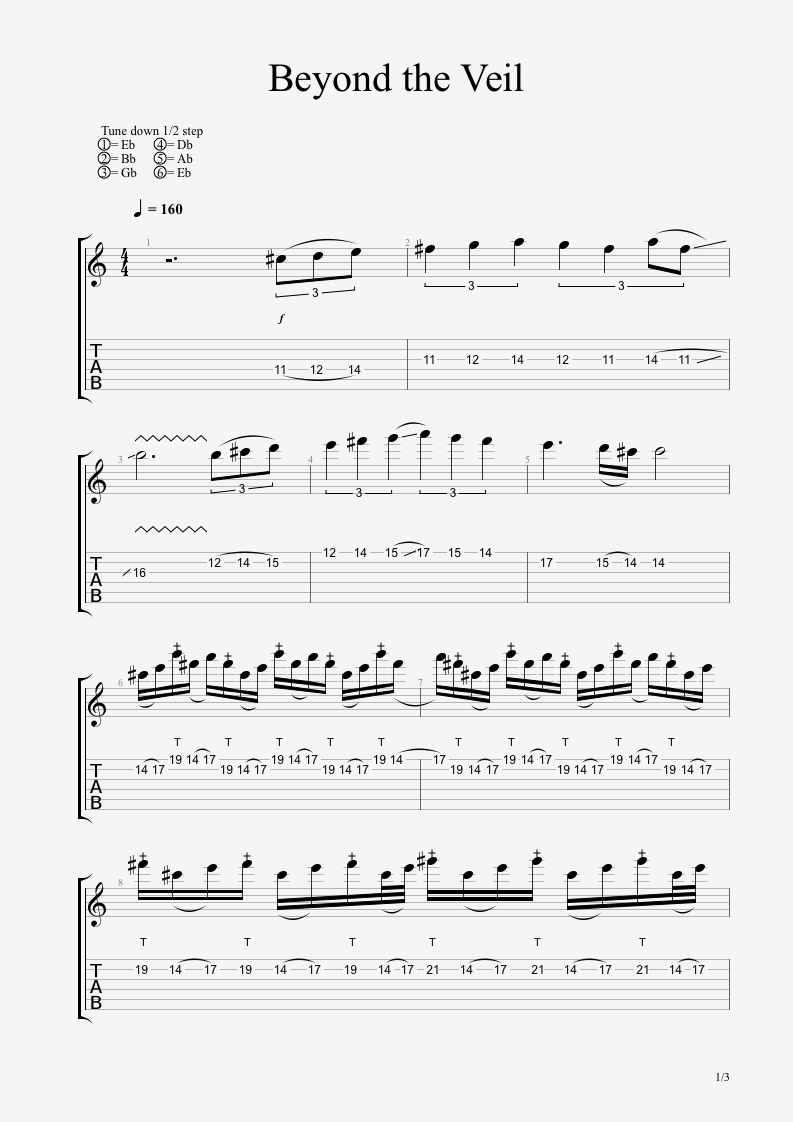 Beyond the Veil
Tune down 1/2 step
①= Eb ④= Db
②= Bb ⑤= Ab
③= Gb ⑥= Eb
♩ = 160
4
4
1
2
3
3
3
f
T
A
B
11 12 14 11 12 14 12 11 14 11
3
4
5
3
3
3
T
A
B
16 12 14 15 12 14 15 17 15 14 17 15 14 14
6
7
T T T T T T T T T T
T
A
B
14 17 19 14 17 19 14 17 19 14 17 19 14 17 19 14 17 19 14 17 19 14 17 19 14 17 19 14 17 19 14 17
8
T T T T T T
T
A
B
19 14 17 19 14 17 19 14 17 21 14 17 21 14 17 21 14 17
1/3